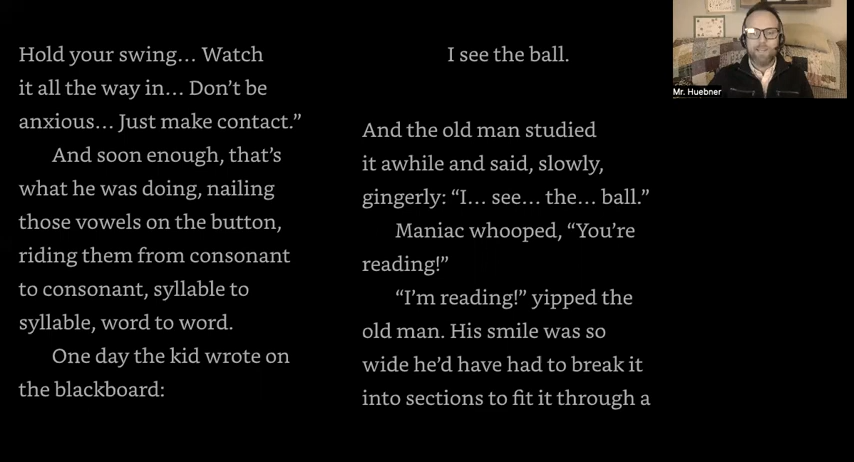 Hold your swing… Watch
it all the way in… Don’t be
anxious… Just make contact.”
And soon enough, that’s
what he was doing, nailing
those vowels on the button,
riding them from consonant
to consonant, syllable to
syllable, word to word.
One day the kid wrote on
the blackboard:
I see the ball.
And the old man studied
it awhile and said, slowly,
gingerly: “I… see… the… ball.”
Maniac whooped, “You’re
reading!”
“I’m reading!” yipped the
old man. His smile was so
wide he’d have had to break it
into sections to fit it through a
Mr. Huebner